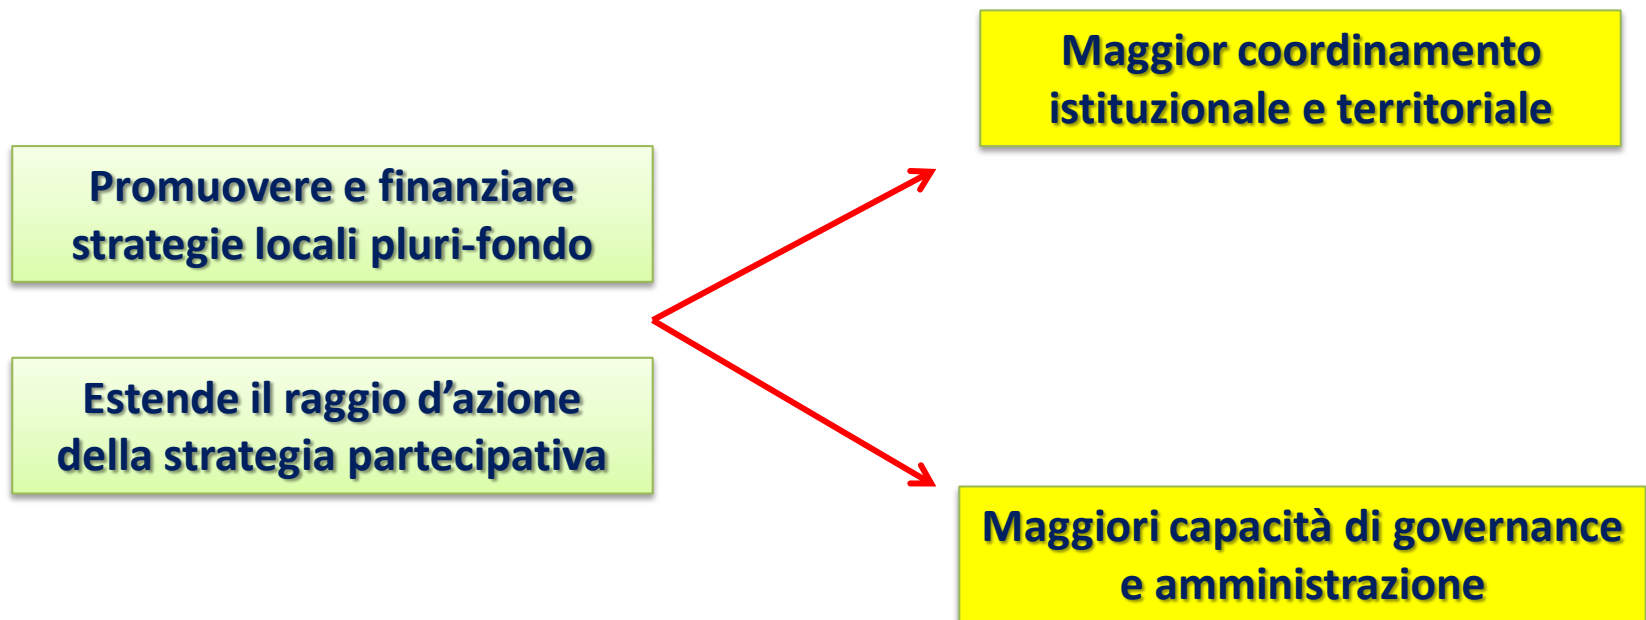 Maggior coordinamento
istituzionale e territoriale
Promuovere e finanziare
strategie locali pluri-fondo
Estende il raggio d’azione
della strategia partecipativa
Maggiori capacità di governance
e amministrazione